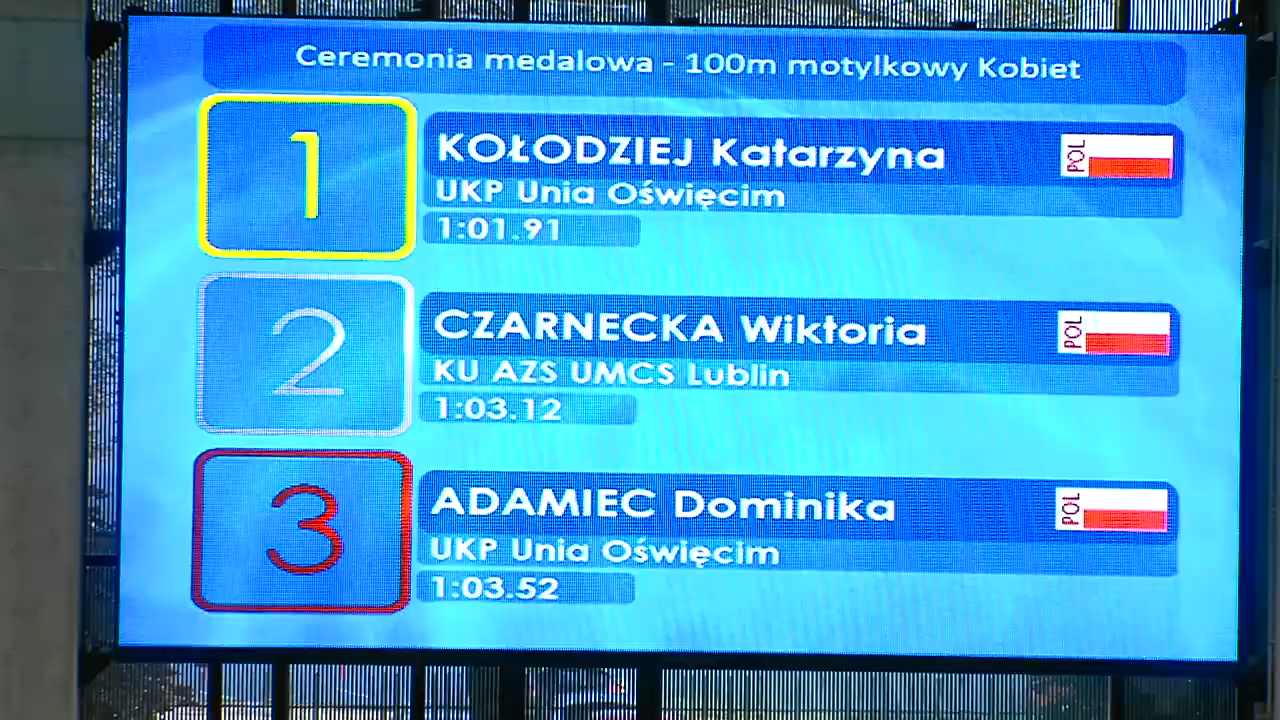 Ceremonia medalowa - 100m motylkowy Kobiet
1
KOŁODZIEJ Katarzyna
POL
UKP Unia Oświęcim
1:01.91
2
CZARNECKA Wiktoria
POL
KU AZS UMCS Lublin
1:03.12
3
ADAMIEC Dominika
POL
UKP Unia Oświęcim
1:03.52